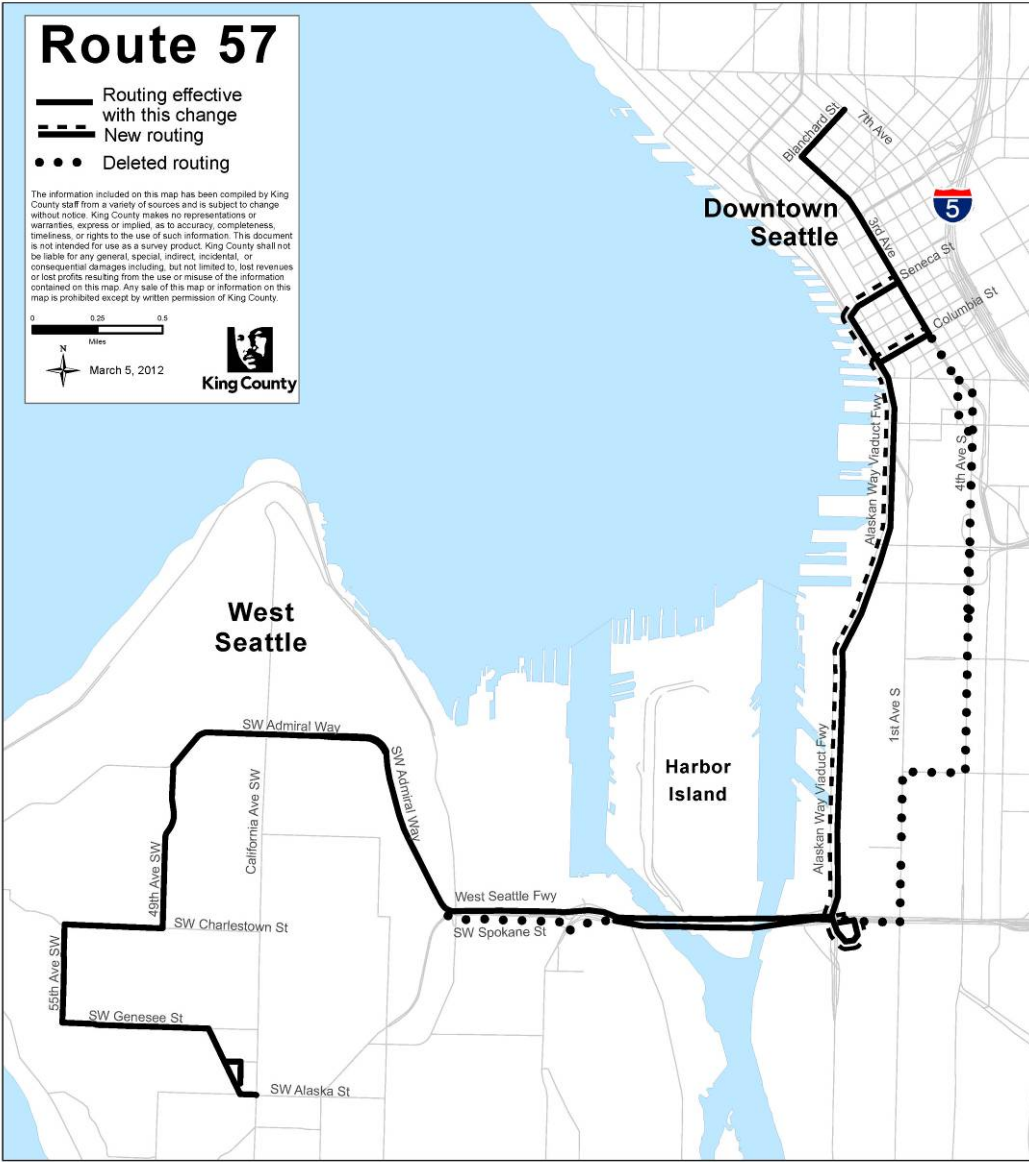 Route 57
Routing effective
with this change
New routing
Deleted routing
The information included on this map has been compiled by King
County staff from a variety of sources and is subject to change
without notice. King County makes no representations or
warranties, express or implied, as to accuracy, completeness,
timeliness, or rights to the use of such information. This document
is not intended for use as a survey product. King County shall not
be liable for any general, special, indirect, incidental, or
consequential damages including, but not limited to, lost revenues
or lost profits resulting from the use or misuse of the information
contained on this map. Any sale of this map or information on this
map is prohibited except by written permission of King County.
0 0.25 0.5
Miles
N
March 5, 2012
King County
Blanchard St
7th Ave
5
Downtown
Seattle
3rd Ave
Seneca St
Columbia St
Alaskan Way Viaduct Fwy
4th Ave S
West
Seattle
SW Admiral Way
SW Admiral Way
California Ave SW
49th Ave SW
Harbor
Island
1st Ave S
Alaskan Way Viaduct Fwy
West Seattle Fwy
SW Spokane St
SW Charlestown St
55th Ave SW
SW Genesee St
SW Alaska St